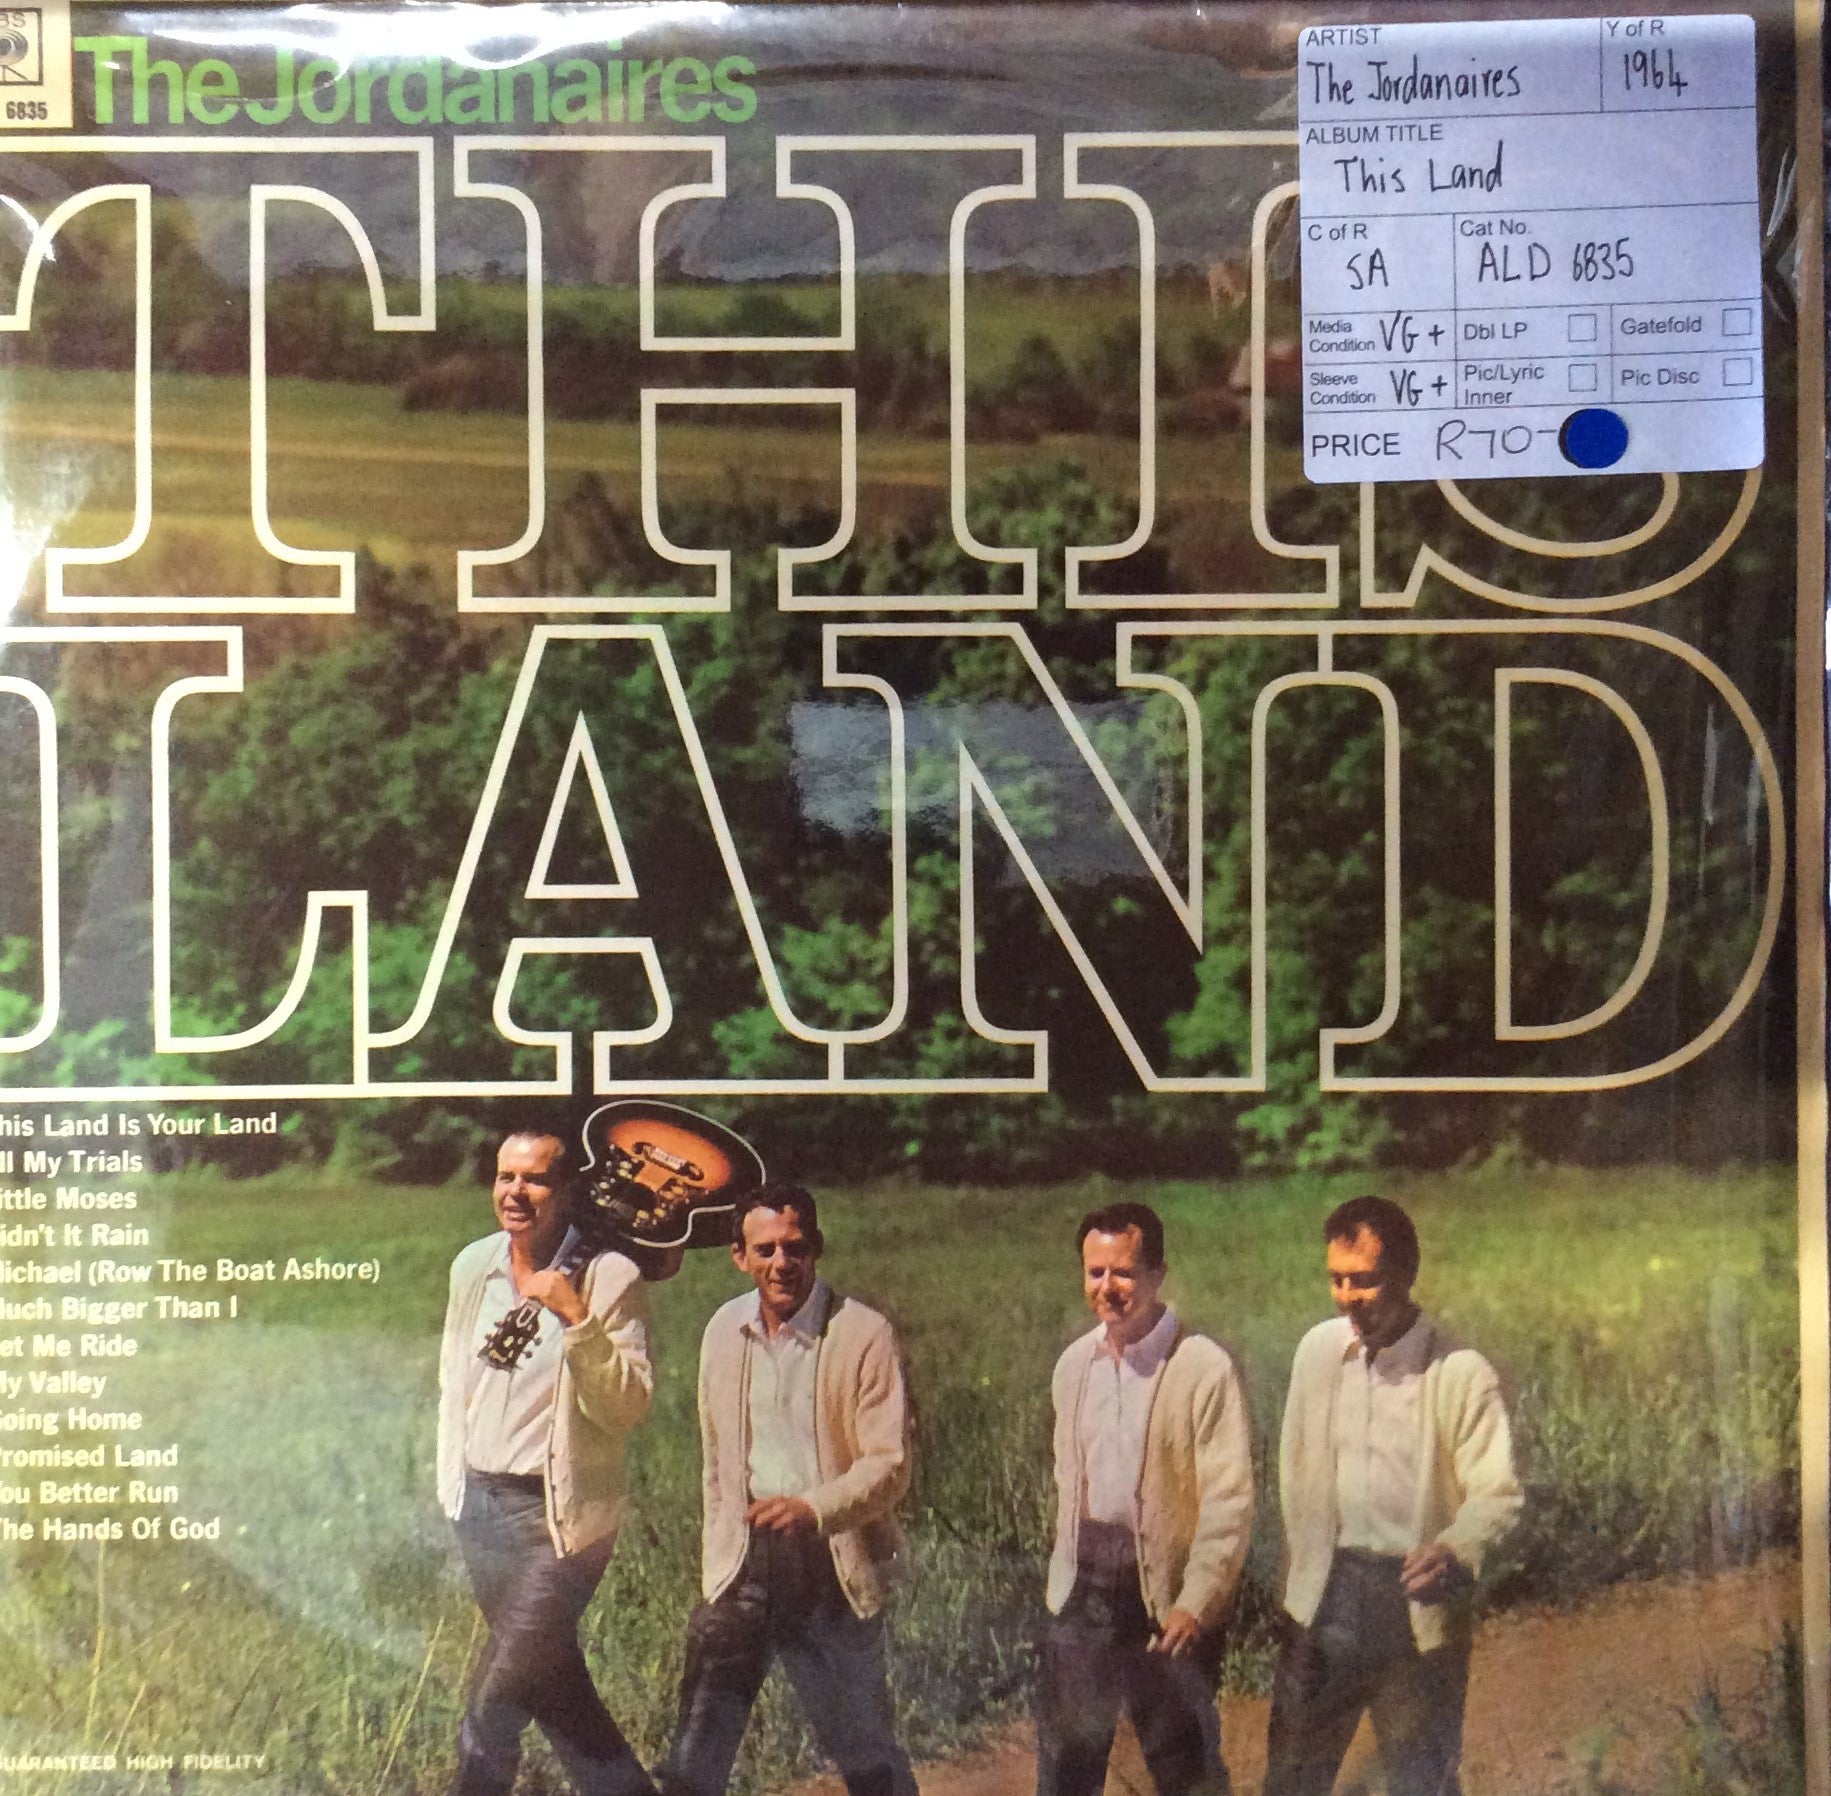 BS
6835
The Jordanaires
THIS
LAND
ARTIST
The Jordanaires
Y of R
1964
ALBUM TITLE
This Land
C of R
SA
Cat No.
ALD 6835
Media Condition VG+
Dbl LP
Gatefold
Sleeve Condition VG+
Pic/Lyric Inner
Pic Disc
PRICE R70-
his Land Is Your Land
ll My Trials
ittle Moses
idn't It Rain
ichael (Row The Boat Ashore)
uch Bigger Than I
et Me Ride
y Valley
oing Home
romised Land
ou Better Run
he Hands Of God
UARANTEED HIGH FIDELITY